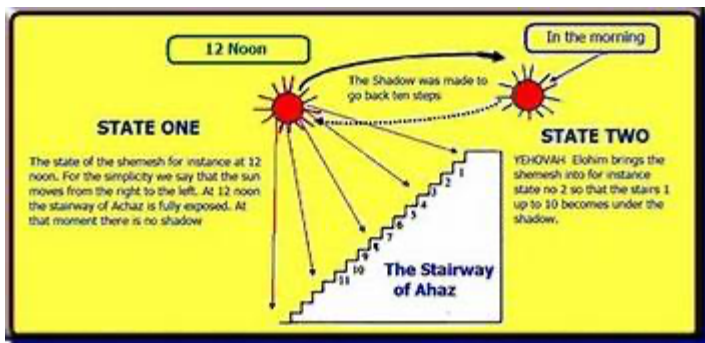 12 Noon
In the morning
The Shadow was made to
go back ten steps
STATE ONE
The state of the shemesh for instance at 12
noon. For the simplicity we say that the sun
moves from the right to the left. At 12 noon
the stairway of Achaz is fully exposed. At
that moment there is no shadow
STATE TWO
YEHOVAH Elohim brings the
shemesh into for instance
state no 2 so that the stairs 1
up to 10 becomes under the
shadow.
1
2
3
4
5
6
7
8
9
10
11
The Stairway
of Ahaz